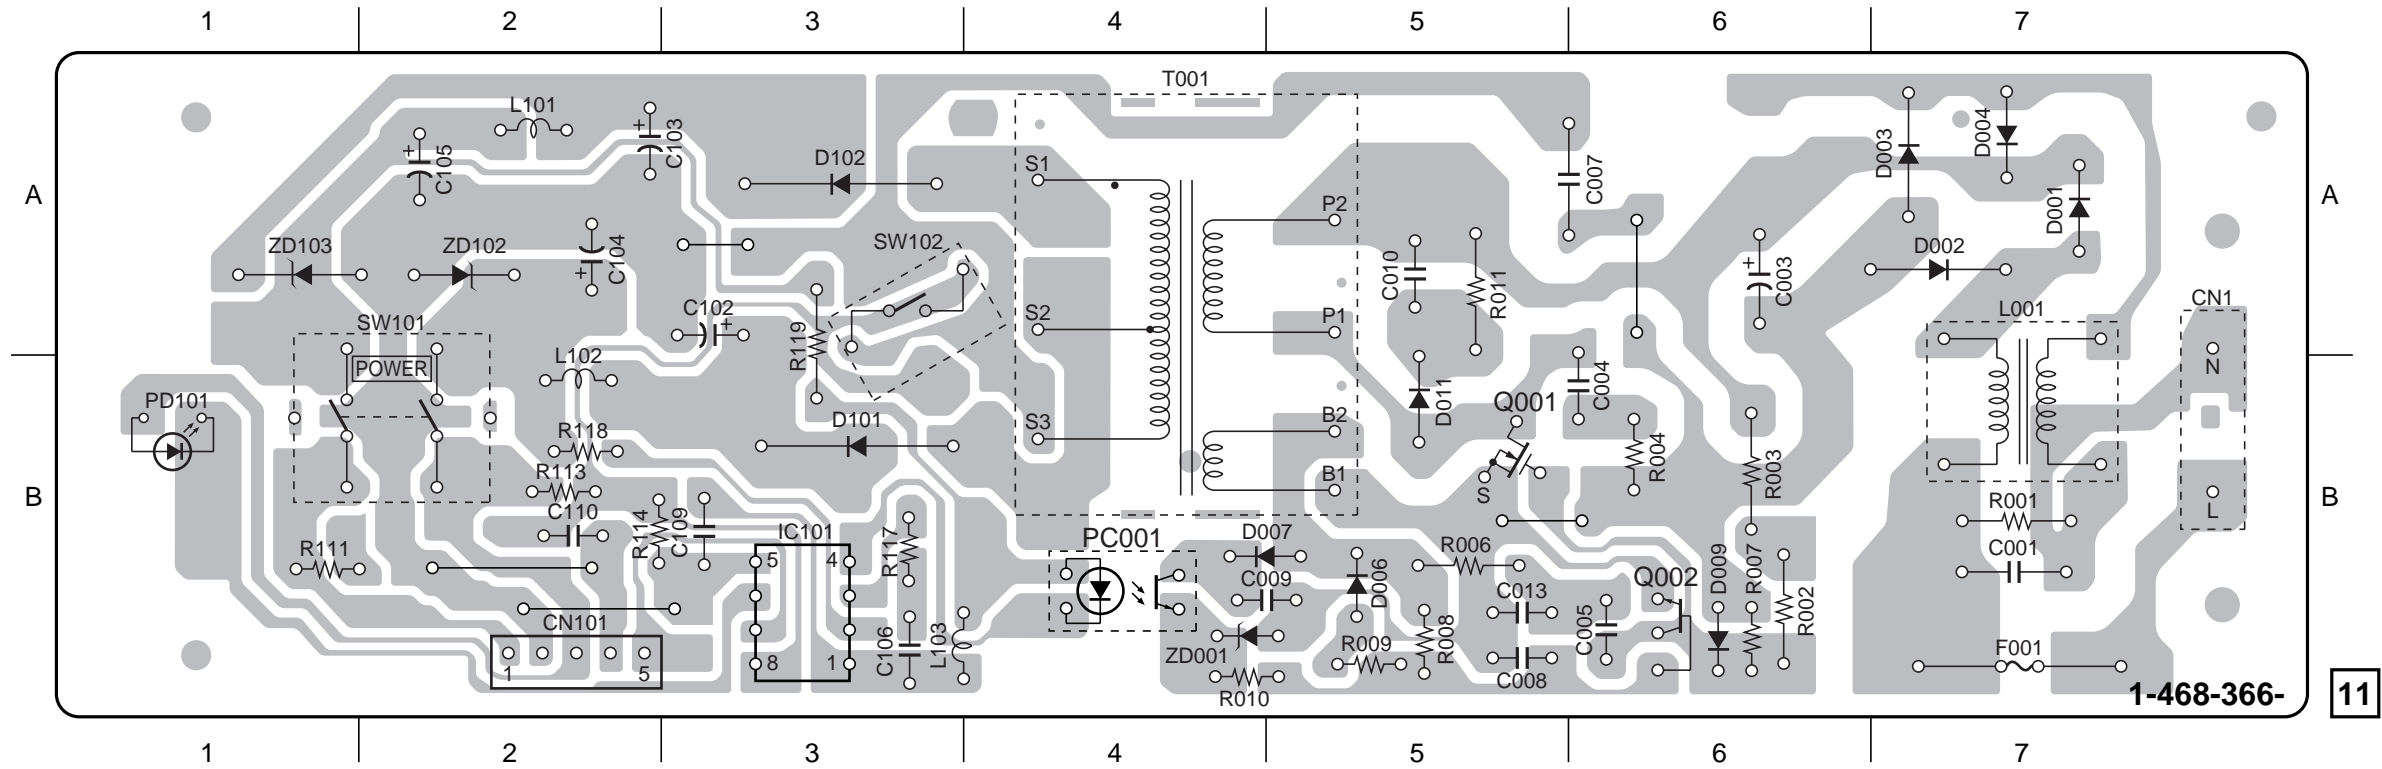 1 2 3 4 5 6 7
T001
L101
C103
D004
D003
C105
D102
S1
C007
A
A
D001
P2
ZD103 ZD102 C104 SW102
D002
C010 R011 C003
CN1
C102 S2 P1 L001
SW101
R119
L102 N
POWER
C004
PD101 D101 S3 B2 D011 Q001
R118
R004
R113 B1 S R003
B
B
C110 R001 L
R114 C109 IC101 R117 PC001 D007
R111 5 4 R006 C001
C009 D006 Q002 D009 R007
C013
CN101 R002
C005
C106 L103 ZD001 R009 R008 F001
1 5 8 1
R010 C008
1-468-366- 11
1 2 3 4 5 6 7